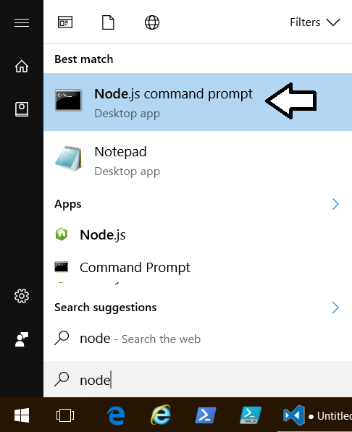 Filters
Best match
Node.js command prompt
Desktop app
Notepad
Desktop app
Apps
Node.js
Command Prompt
Search suggestions
node - Search the web
node
Untitle